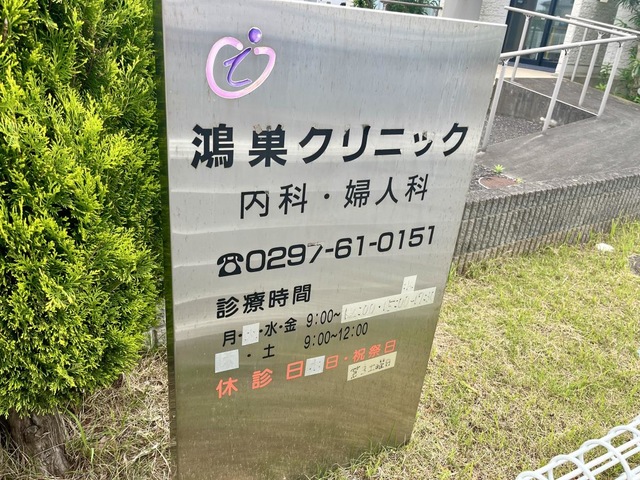 鴻巣クリニック
内科・婦人科
☎0297-61-0151
診療時間
月・水・金 9:00~
・土 9:00~12:00
休診日 日・祝祭日